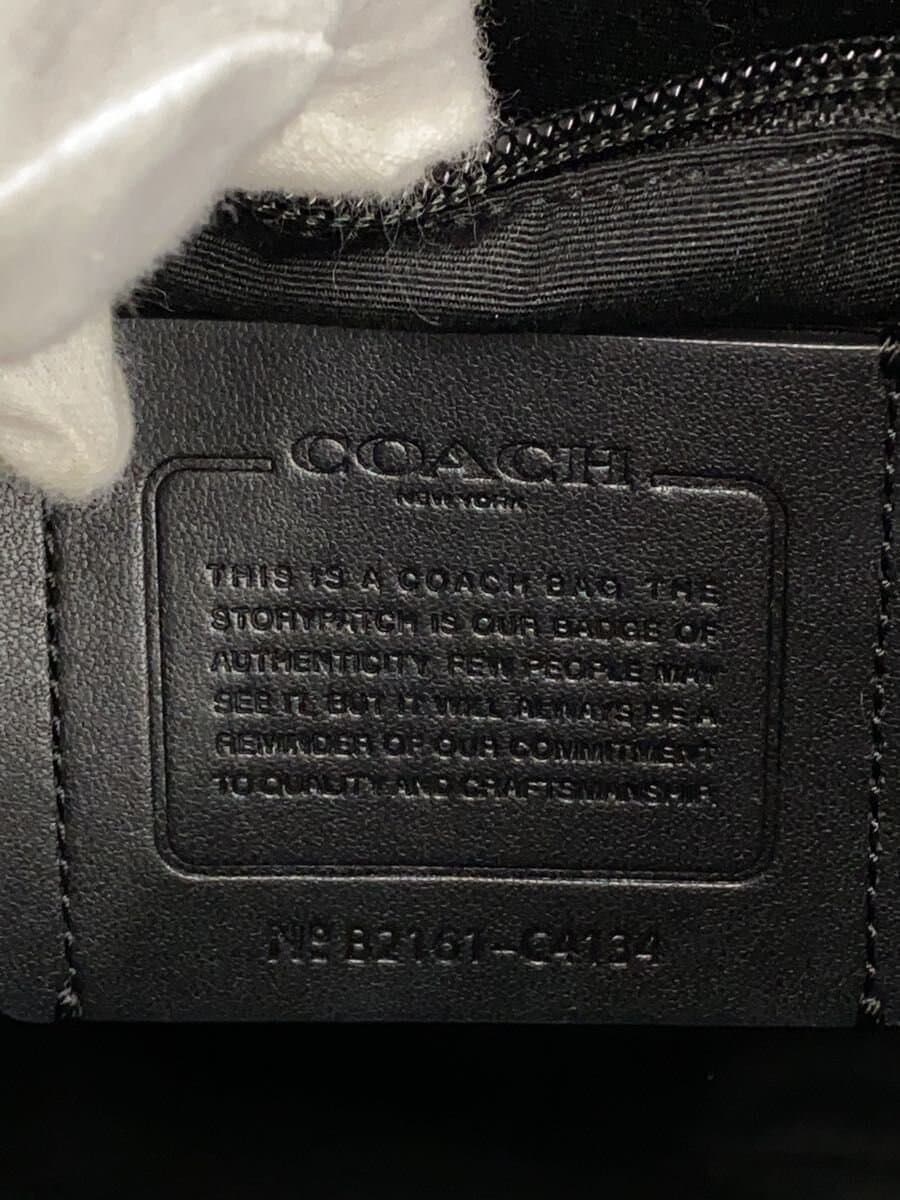 COACH
NEW YORK
THIS IS A COACH BAG. THE
STORYPATCH IS OUR BADGE OF
AUTHENTICITY. FEW PEOPLE MAY
SEE IT, BUT IT WILL ALWAYS BE A
REMINDER OF OUR COMMITMENT
TO QUALITY AND CRAFTSMANSHIP.
Nº B2161-C4134